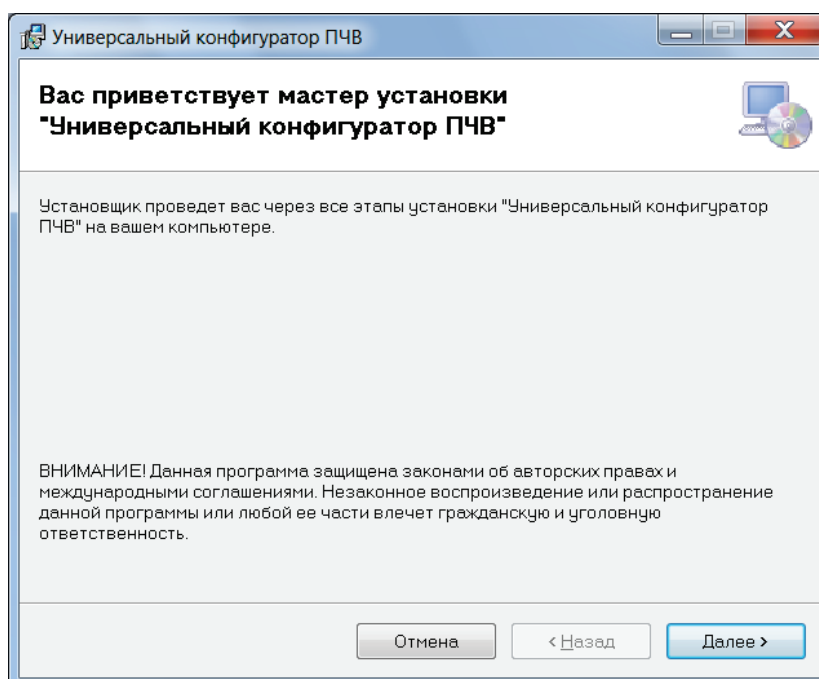 Универсальный конфигуратор ПЧВ
Вас приветствует мастер установки
"Универсальный конфигуратор ПЧВ"
Установщик проведет вас через все этапы установки "Универсальный конфигуратор
ПЧВ" на вашем компьютере.
ВНИМАНИЕ! Данная программа защищена законами об авторских правах и
международными соглашениями. Незаконное воспроизведение или распространение
данной программы или любой ее части влечет гражданскую и уголовную
ответственность.
Отмена
< Назад
Далее >